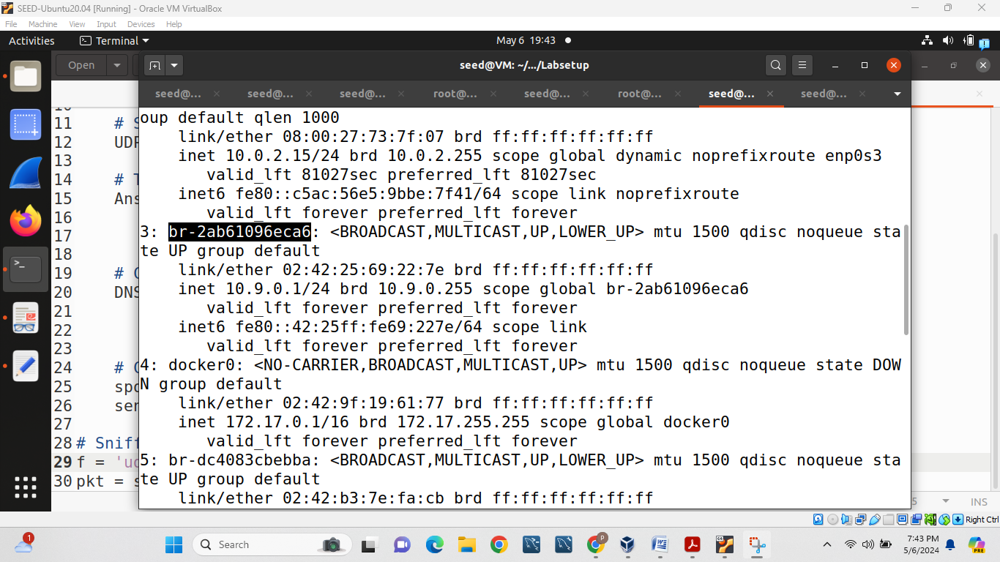 SEED-Ubuntu20.04 [Running] - Oracle VM VirtualBox
File Machine View Input Devices Help
Activities Terminal May 6 19:43
Open seed@VM: ~/.../Labsetup
seed@... seed@... seed@... root@... seed@... root@... seed@... seed@...
oup default qlen 1000
link/ether 08:00:27:73:7f:07 brd ff:ff:ff:ff:ff:ff
inet 10.0.2.15/24 brd 10.0.2.255 scope global dynamic noprefixroute enp0s3
valid_lft 81027sec preferred_lft 81027sec
inet6 fe80::c5ac:56e5:9bbe:7f41/64 scope link noprefixroute
valid_lft forever preferred_lft forever
3: br-2ab61096eca6: <BROADCAST,MULTICAST,UP,LOWER_UP> mtu 1500 qdisc noqueue sta
te UP group default
link/ether 02:42:25:69:22:7e brd ff:ff:ff:ff:ff:ff
inet 10.9.0.1/24 brd 10.9.0.255 scope global br-2ab61096eca6
valid_lft forever preferred_lft forever
inet6 fe80::42:25ff:fe69:227e/64 scope link
valid_lft forever preferred_lft forever
4: docker0: <NO-CARRIER,BROADCAST,MULTICAST,UP> mtu 1500 qdisc noqueue state DOW
N group default
link/ether 02:42:9f:19:61:77 brd ff:ff:ff:ff:ff:ff
inet 172.17.0.1/16 brd 172.17.255.255 scope global docker0
valid_lft forever preferred_lft forever
5: br-dc4083cbebba: <BROADCAST,MULTICAST,UP,LOWER_UP> mtu 1500 qdisc noqueue sta
te UP group default
link/ether 02:42:b3:7e:fa:cb brd ff:ff:ff:ff:ff:ff
11 # S
12 UDP
13
14 # T
15 Ans
16
17
18
19 # C
20 DNS
21
22
23
24 # C
25 spo
26 sen
27
28 # Sniff
29 f = 'ud
30 pkt = s
5 INS
Right Ctrl
1
Search
P
64
7:43 PM
5/6/2024
PRE